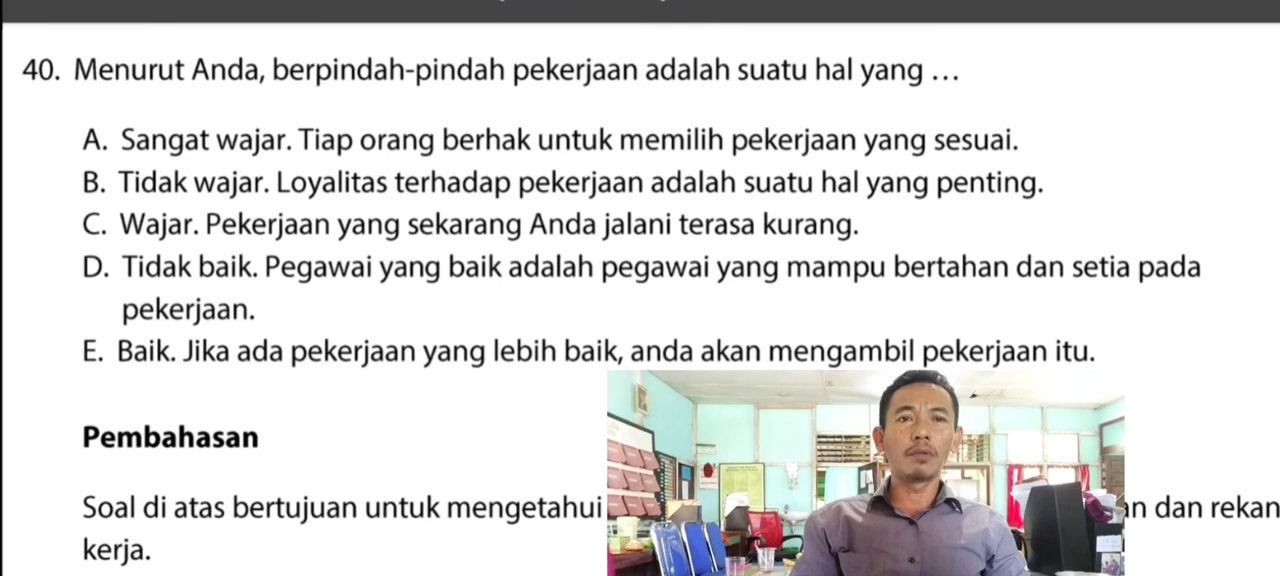 40. Menurut Anda, berpindah-pindah pekerjaan adalah suatu hal yang …
A. Sangat wajar. Tiap orang berhak untuk memilih pekerjaan yang sesuai.
B. Tidak wajar. Loyalitas terhadap pekerjaan adalah suatu hal yang penting.
C. Wajar. Pekerjaan yang sekarang Anda jalani terasa kurang.
D. Tidak baik. Pegawai yang baik adalah pegawai yang mampu bertahan dan setia pada
pekerjaan.
E. Baik. Jika ada pekerjaan yang lebih baik, anda akan mengambil pekerjaan itu.
Pembahasan
Soal di atas bertujuan untuk mengetahui dan rekan
kerja.